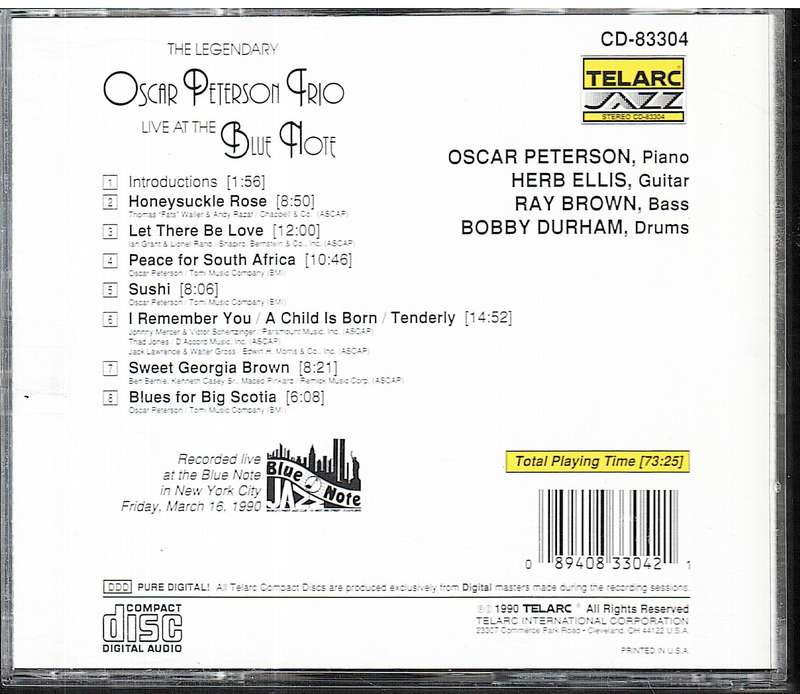 CD-83304
TELARC
JAZZ
STEREO CD-83304
THE LEGENDARY
OSCAR PETERSON TRIO
LIVE AT THE
BLUE NOTE
OSCAR PETERSON, Piano
HERB ELLIS, Guitar
RAY BROWN, Bass
BOBBY DURHAM, Drums
1 Introductions [1:56]
2 Honeysuckle Rose [8:50]
Thomas "Fats" Waller & Andy Razaf / Chappell & Co. (ASCAP)
3 Let There Be Love [12:00]
Ian Grant & Lionel Rand / Shapiro, Bernstein & Co., Inc. (ASCAP)
4 Peace for South Africa [10:46]
Oscar Peterson / Tomi Music Company (BMI)
5 Sushi [8:06]
Oscar Peterson / Tomi Music Company (BMI)
6 I Remember You / A Child Is Born / Tenderly [14:52]
Johnny Mercer & Victor Schertzinger / Paramount Music, Inc. (ASCAP)
Thad Jones / D'Accord Music, Inc. (ASCAP)
Jack Lawrence & Walter Gross / Edwin H. Morris & Co., Inc. (ASCAP)
7 Sweet Georgia Brown [8:21]
Ben Bernie, Kenneth Casey Sr., Maceo Pinkard / Remick Music Corp. (ASCAP)
8 Blues for Big Scotia [6:08]
Oscar Peterson / Tomi Music Company (BMI)
Recorded live
at the Blue Note
in New York City
Friday, March 16, 1990
Blue Note
JAZZ
Total Playing Time [73:25]
0 89408 33042 1
DDD PURE DIGITAL! All Telarc Compact Discs are produced exclusively from Digital masters made during the recording sessions.
COMPACT
disc
DIGITAL AUDIO
℗© 1990 TELARC® All Rights Reserved
TELARC INTERNATIONAL CORPORATION
23307 Commerce Park Road • Cleveland, OH 44122 U.S.A.
PRINTED IN U.S.A.